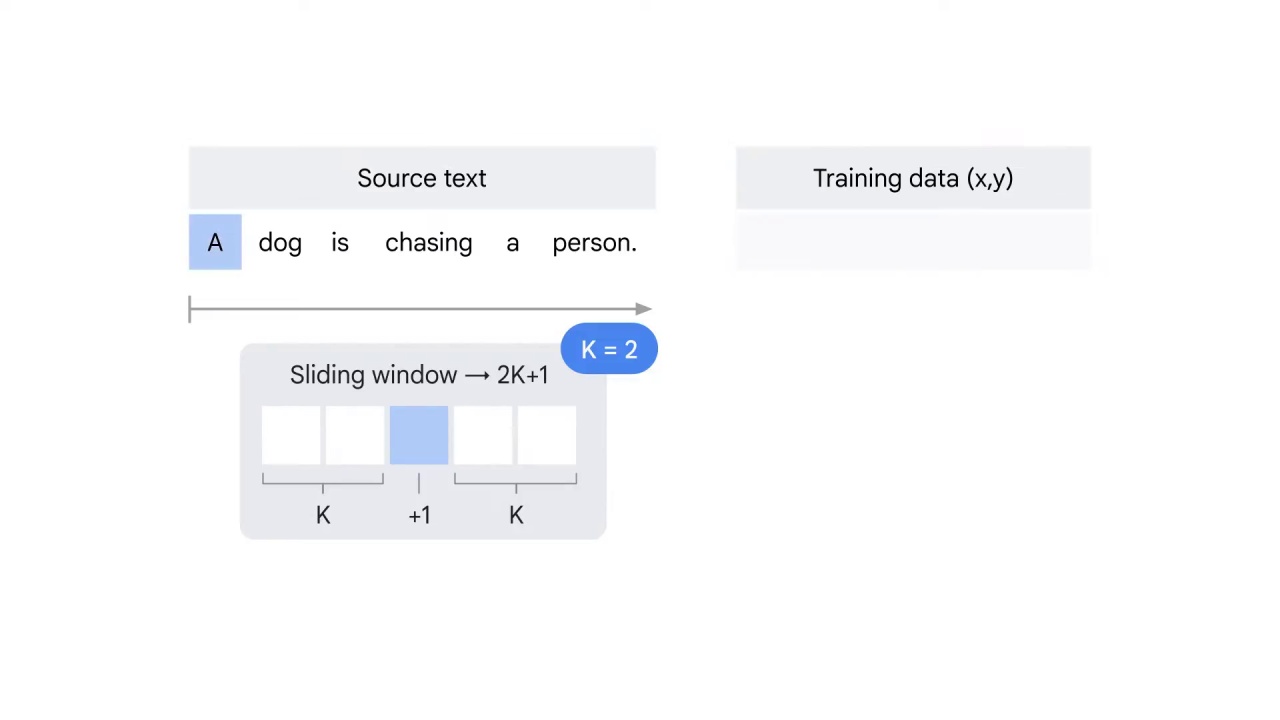 Source text
Training data (x,y)
A dog is chasing a person.
K = 2
Sliding window → 2K+1
K +1 K